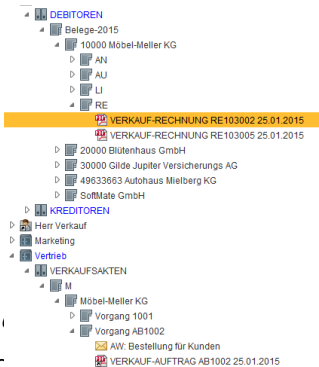 DEBITOREN
Belege-2015
10000 Möbel-Meller KG
AN
AU
LI
RE
VERKAUF-RECHNUNG RE103002 25.01.2015
VERKAUF-RECHNUNG RE103005 25.01.2015
20000 Blütenhaus GmbH
30000 Gilde Jupiter Versicherungs AG
49633663 Autohaus Mielberg KG
SoftMate GmbH
KREDITOREN
Herr Verkauf
Marketing
Vertrieb
VERKAUFSAKTEN
M
Möbel-Meller KG
Vorgang 1001
Vorgang AB1002
AW: Bestellung für Kunden
VERKAUF-AUFTRAG AB1002 25.01.2015